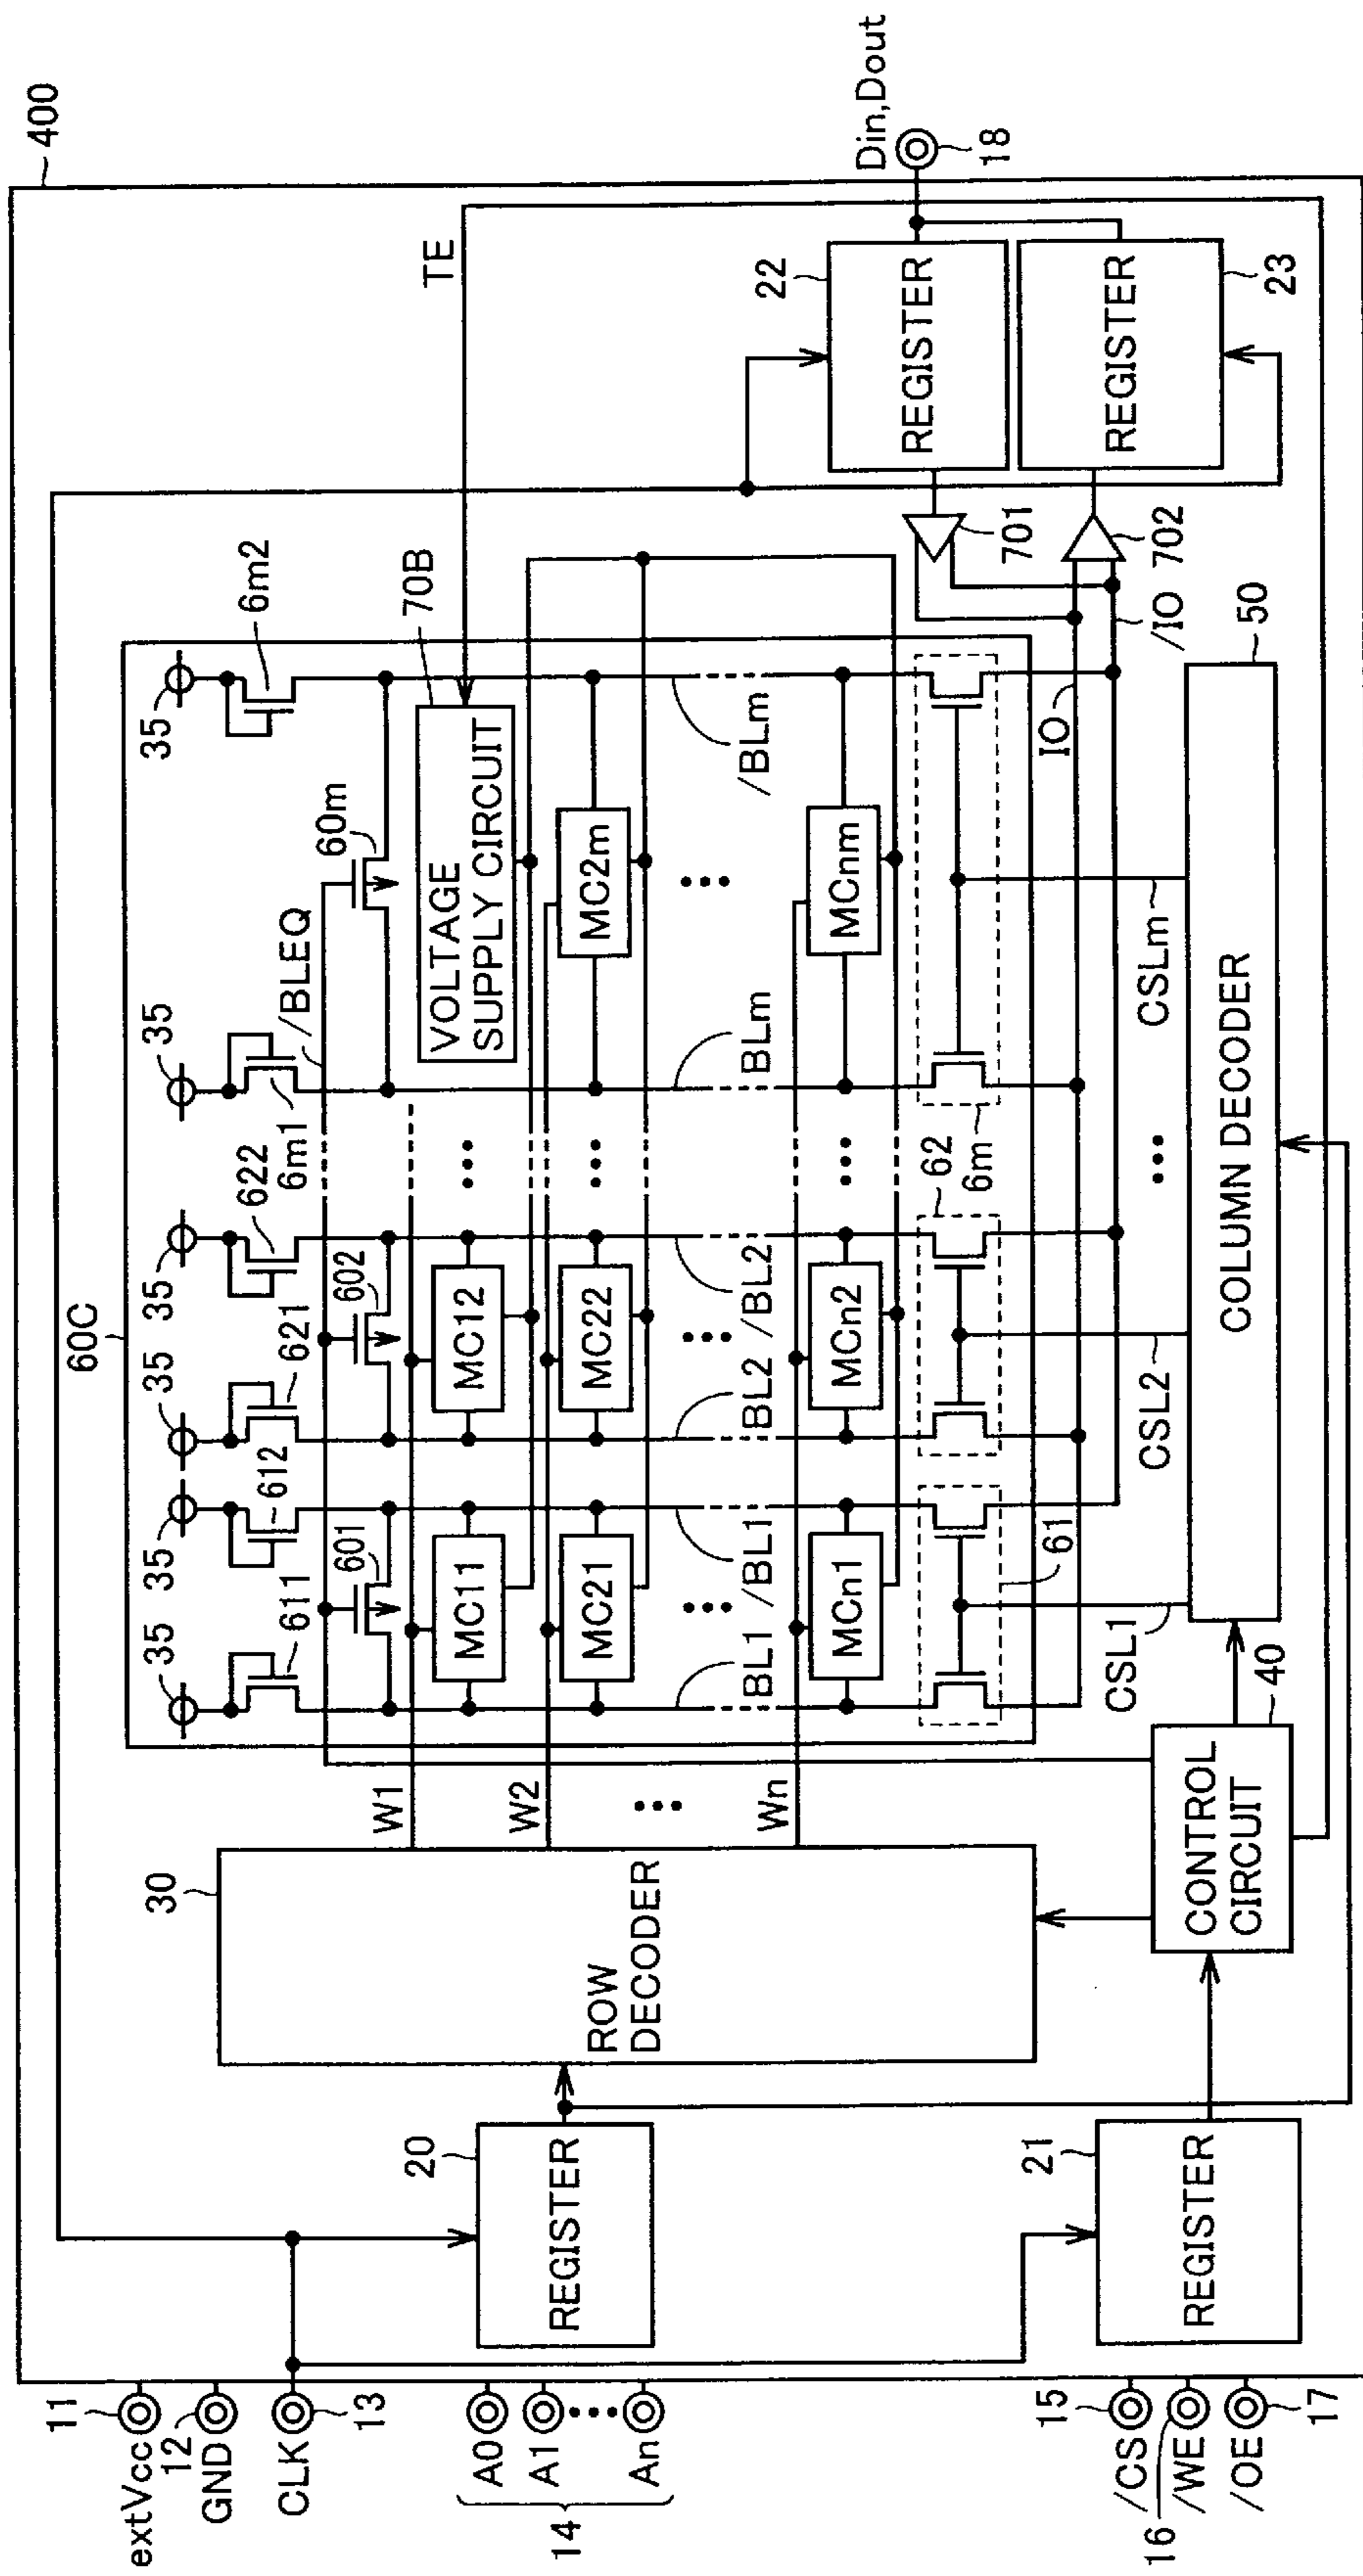 400
60C
35
35
35
35
35
35
611
612
621
622
6m1
6m2
/BLEQ
601
602
60m
70B
TE
VOLTAGE
SUPPLY CIRCUIT
30
ROW
DECODER
W1
W2
Wn
MC11
MC12
MC21
MC22
MC2m
MCn1
MCn2
MCnm
BL1
/BL1
BL2
/BL2
BLm
/BLm
61
62
6m
CSL1
CSL2
CSLm
IO
/IO
701
702
22
REGISTER
23
REGISTER
Din,Dout
18
50
COLUMN DECODER
40
CONTROL
CIRCUIT
20
REGISTER
21
REGISTER
11
extVcc
12
GND
CLK
13
A0
A1
An
14
15
/CS
16
/WE
/OE
17